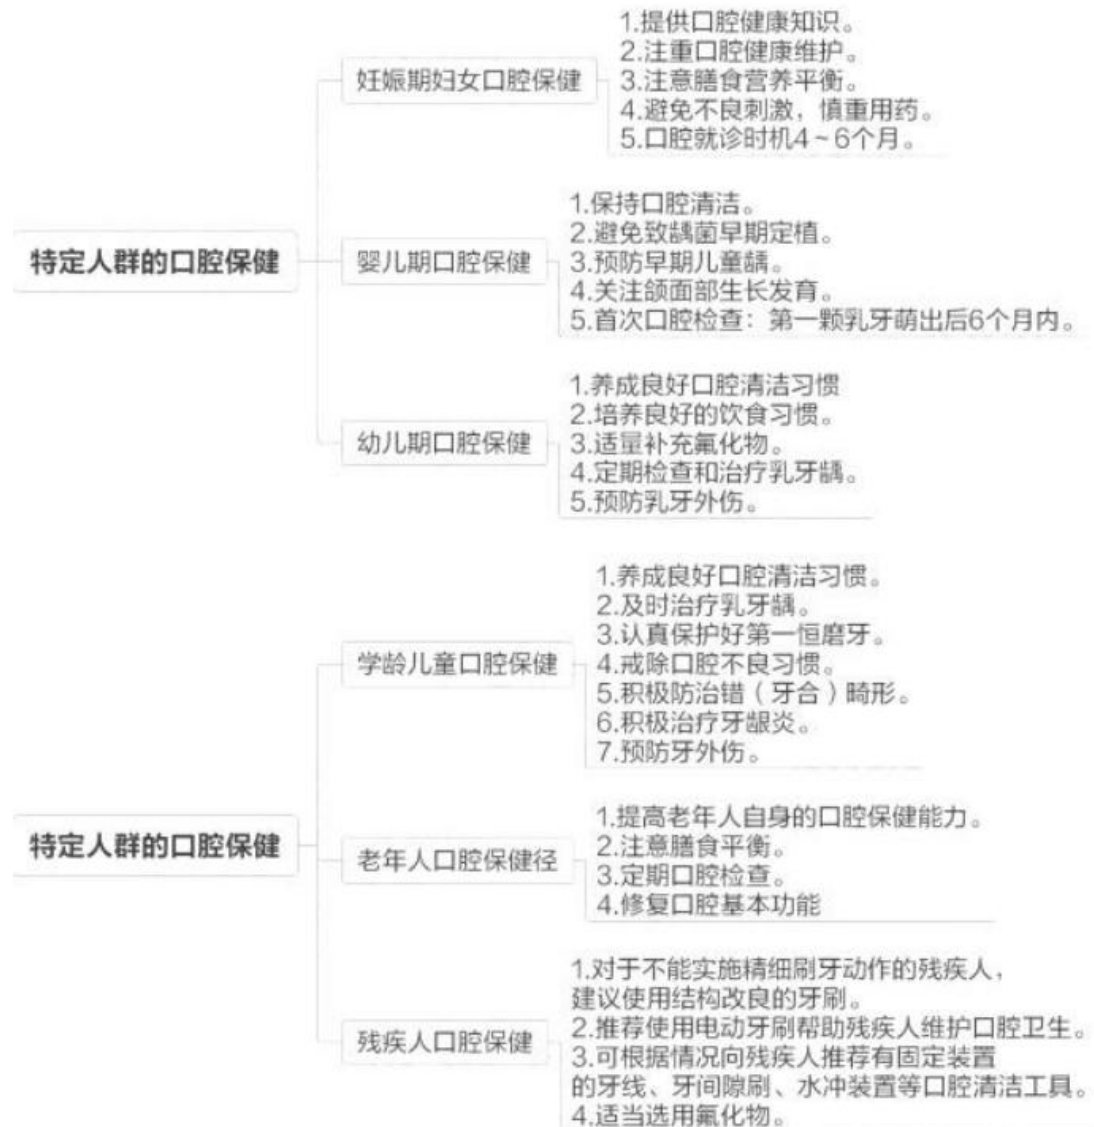 特定人群的口腔保健
妊娠期妇女口腔保健
1.提供口腔健康知识。
2.注重口腔健康维护。
3.注意膳食营养平衡。
4.避免不良刺激，慎重用药。
5.口腔就诊时机4~6个月。
婴儿期口腔保健
1.保持口腔清洁。
2.避免致龋菌早期定植。
3.预防早期儿童龋。
4.关注颌面部生长发育。
5.首次口腔检查：第一颗乳牙萌出后6个月内。
幼儿期口腔保健
1.养成良好口腔清洁习惯
2.培养良好的饮食习惯。
3.适量补充氟化物。
4.定期检查和治疗乳牙龋。
5.预防乳牙外伤。
特定人群的口腔保健
学龄儿童口腔保健
1.养成良好口腔清洁习惯。
2.及时治疗乳牙龋。
3.认真保护好第一恒磨牙。
4.戒除口腔不良习惯。
5.积极防治错（牙合）畸形。
6.积极治疗牙龈炎。
7.预防牙外伤。
老年人口腔保健径
1.提高老年人自身的口腔保健能力。
2.注意膳食平衡。
3.定期口腔检查。
4.修复口腔基本功能
残疾人口腔保健
1.对于不能实施精细刷牙动作的残疾人，
建议使用结构改良的牙刷。
2.推荐使用电动牙刷帮助残疾人维护口腔卫生。
3.可根据情况向残疾人推荐有固定装置
的牙线、牙间隙刷、水冲装置等口腔清洁工具。
4.适当选用氟化物。